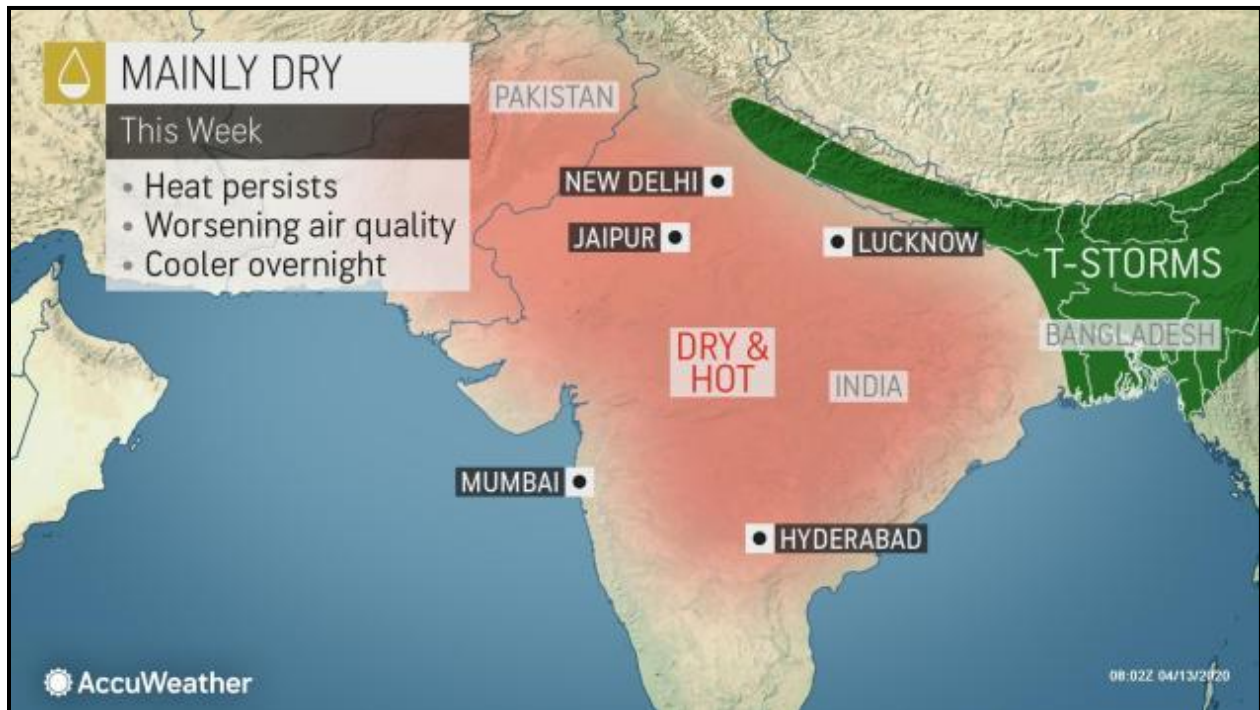 MAINLY DRY
This Week
• Heat persists
• Worsening air quality
• Cooler overnight
PAKISTAN
NEW DELHI
JAIPUR
LUCKNOW
T-STORMS
BANGLADESH
DRY &
HOT
INDIA
MUMBAI
HYDERABAD
AccuWeather
08:02Z 04/13/2020